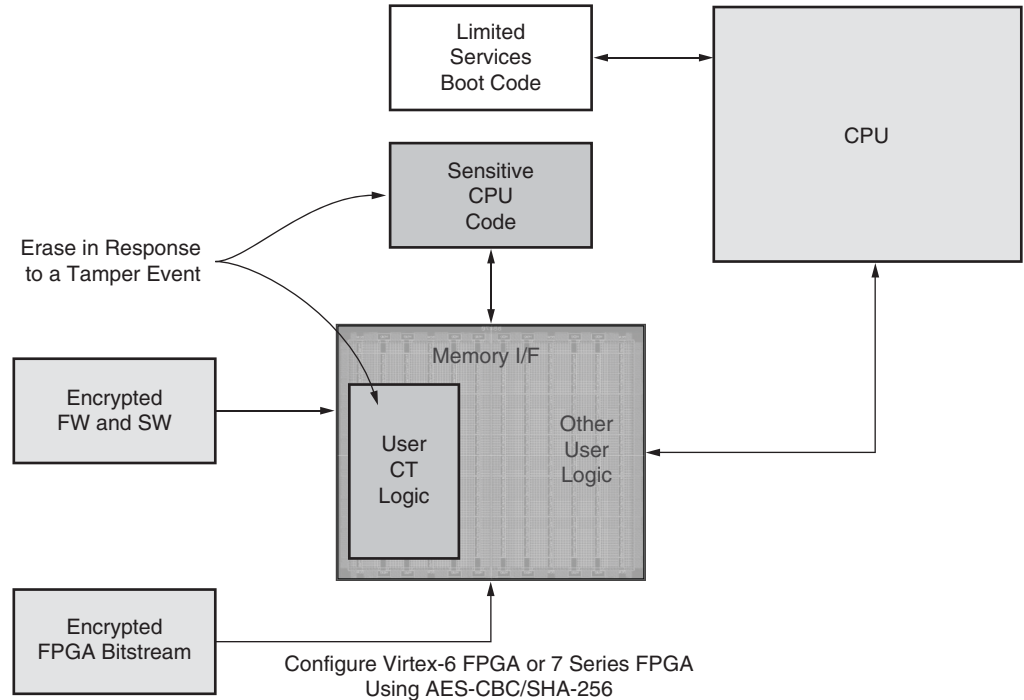 Limited
Services
Boot Code
CPU
Sensitive
CPU
Code
Erase in Response
to a Tamper Event
Memory I/F
Encrypted
FW and SW
User
CT
Logic
Other
User
Logic
Encrypted
FPGA Bitstream
Configure Virtex-6 FPGA or 7 Series FPGA
Using AES-CBC/SHA-256